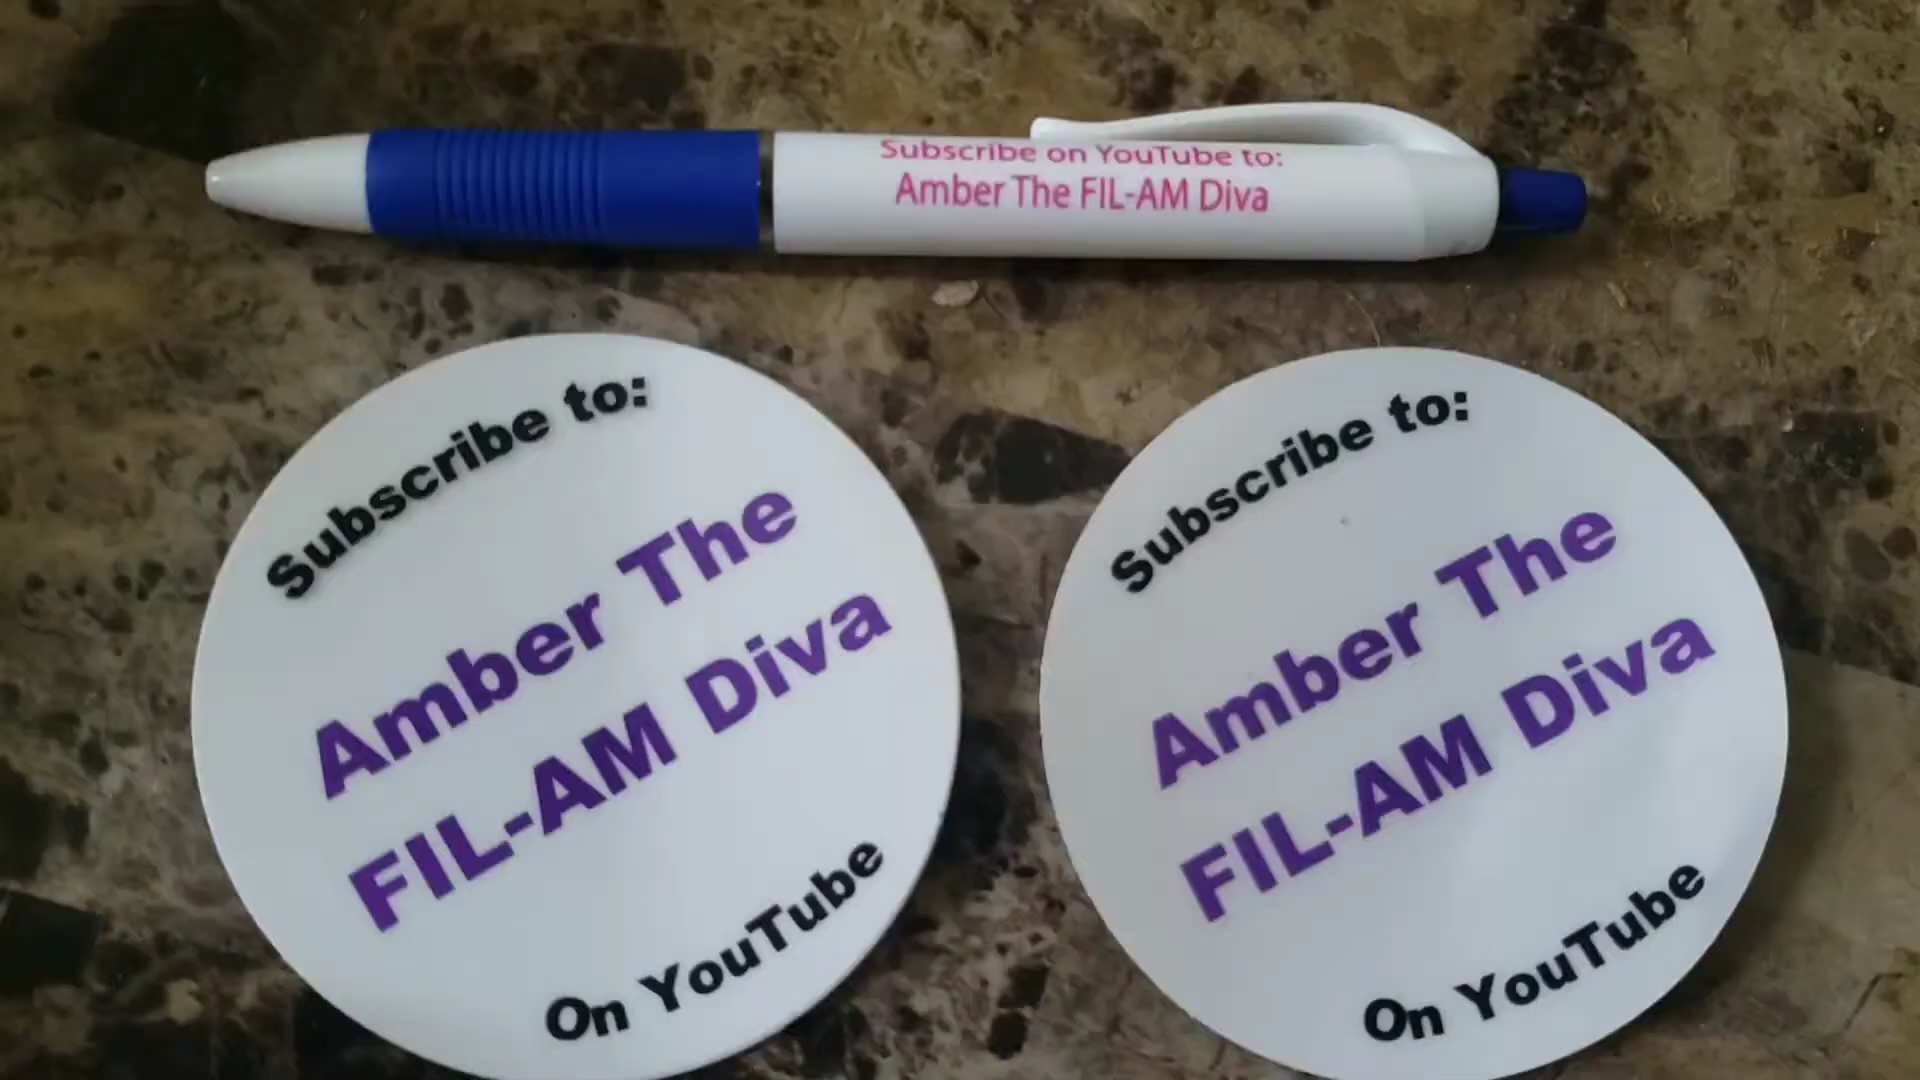 Subscribe on YouTube to:
Amber The FIL-AM Diva
Subscribe to:
Amber The
FIL-AM Diva
On YouTube
Subscribe to:
Amber The
FIL-AM Diva
On YouTube